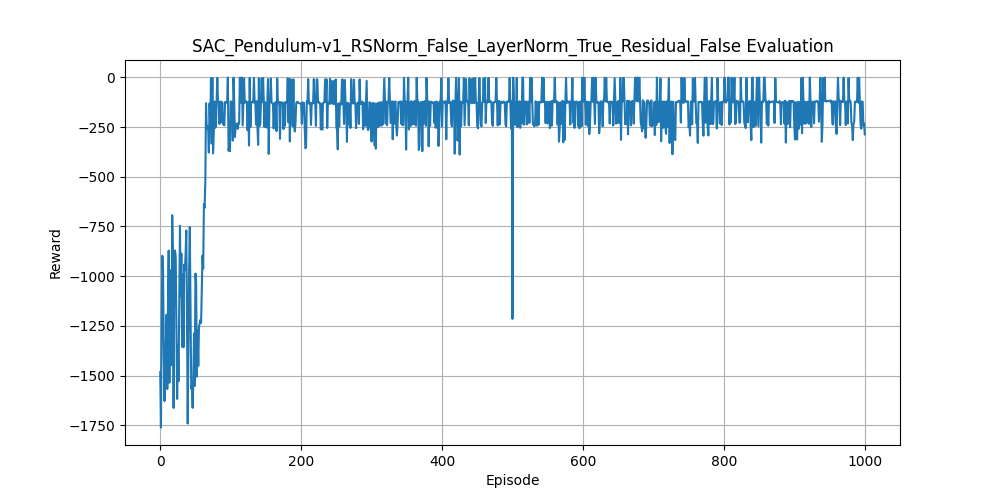 SAC_Pendulum-v1_RSNorm_False_LayerNorm_True_Residual_False Evaluation
0
−250
−500
−750
−1000
−1250
−1500
−1750
Reward
0 200 400 600 800 1000
Episode